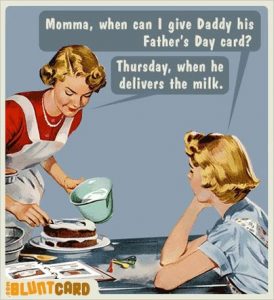 Momma, when can I give Daddy his
Father's Day card?
Thursday, when he
delivers the milk.
BLUNTCARD